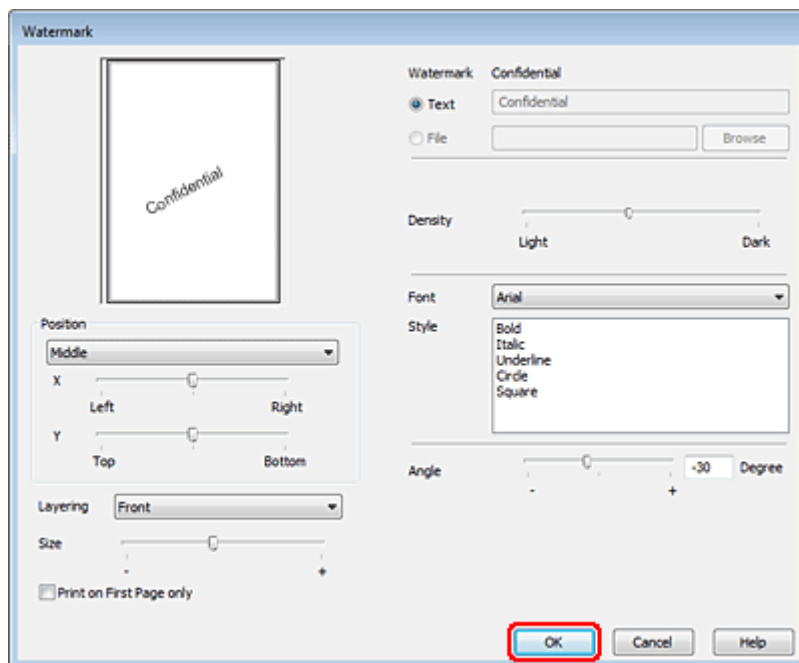 Watermark
Confidential
Position
Middle
X
Left Right
Y
Top Bottom
Layering Front
Size
- +
Print on First Page only
Watermark Confidential
Text Confidential
File Browse
Density
Light Dark
Font Arial
Style
Bold
Italic
Underline
Circle
Square
Angle -30 Degree
- +
OK Cancel Help